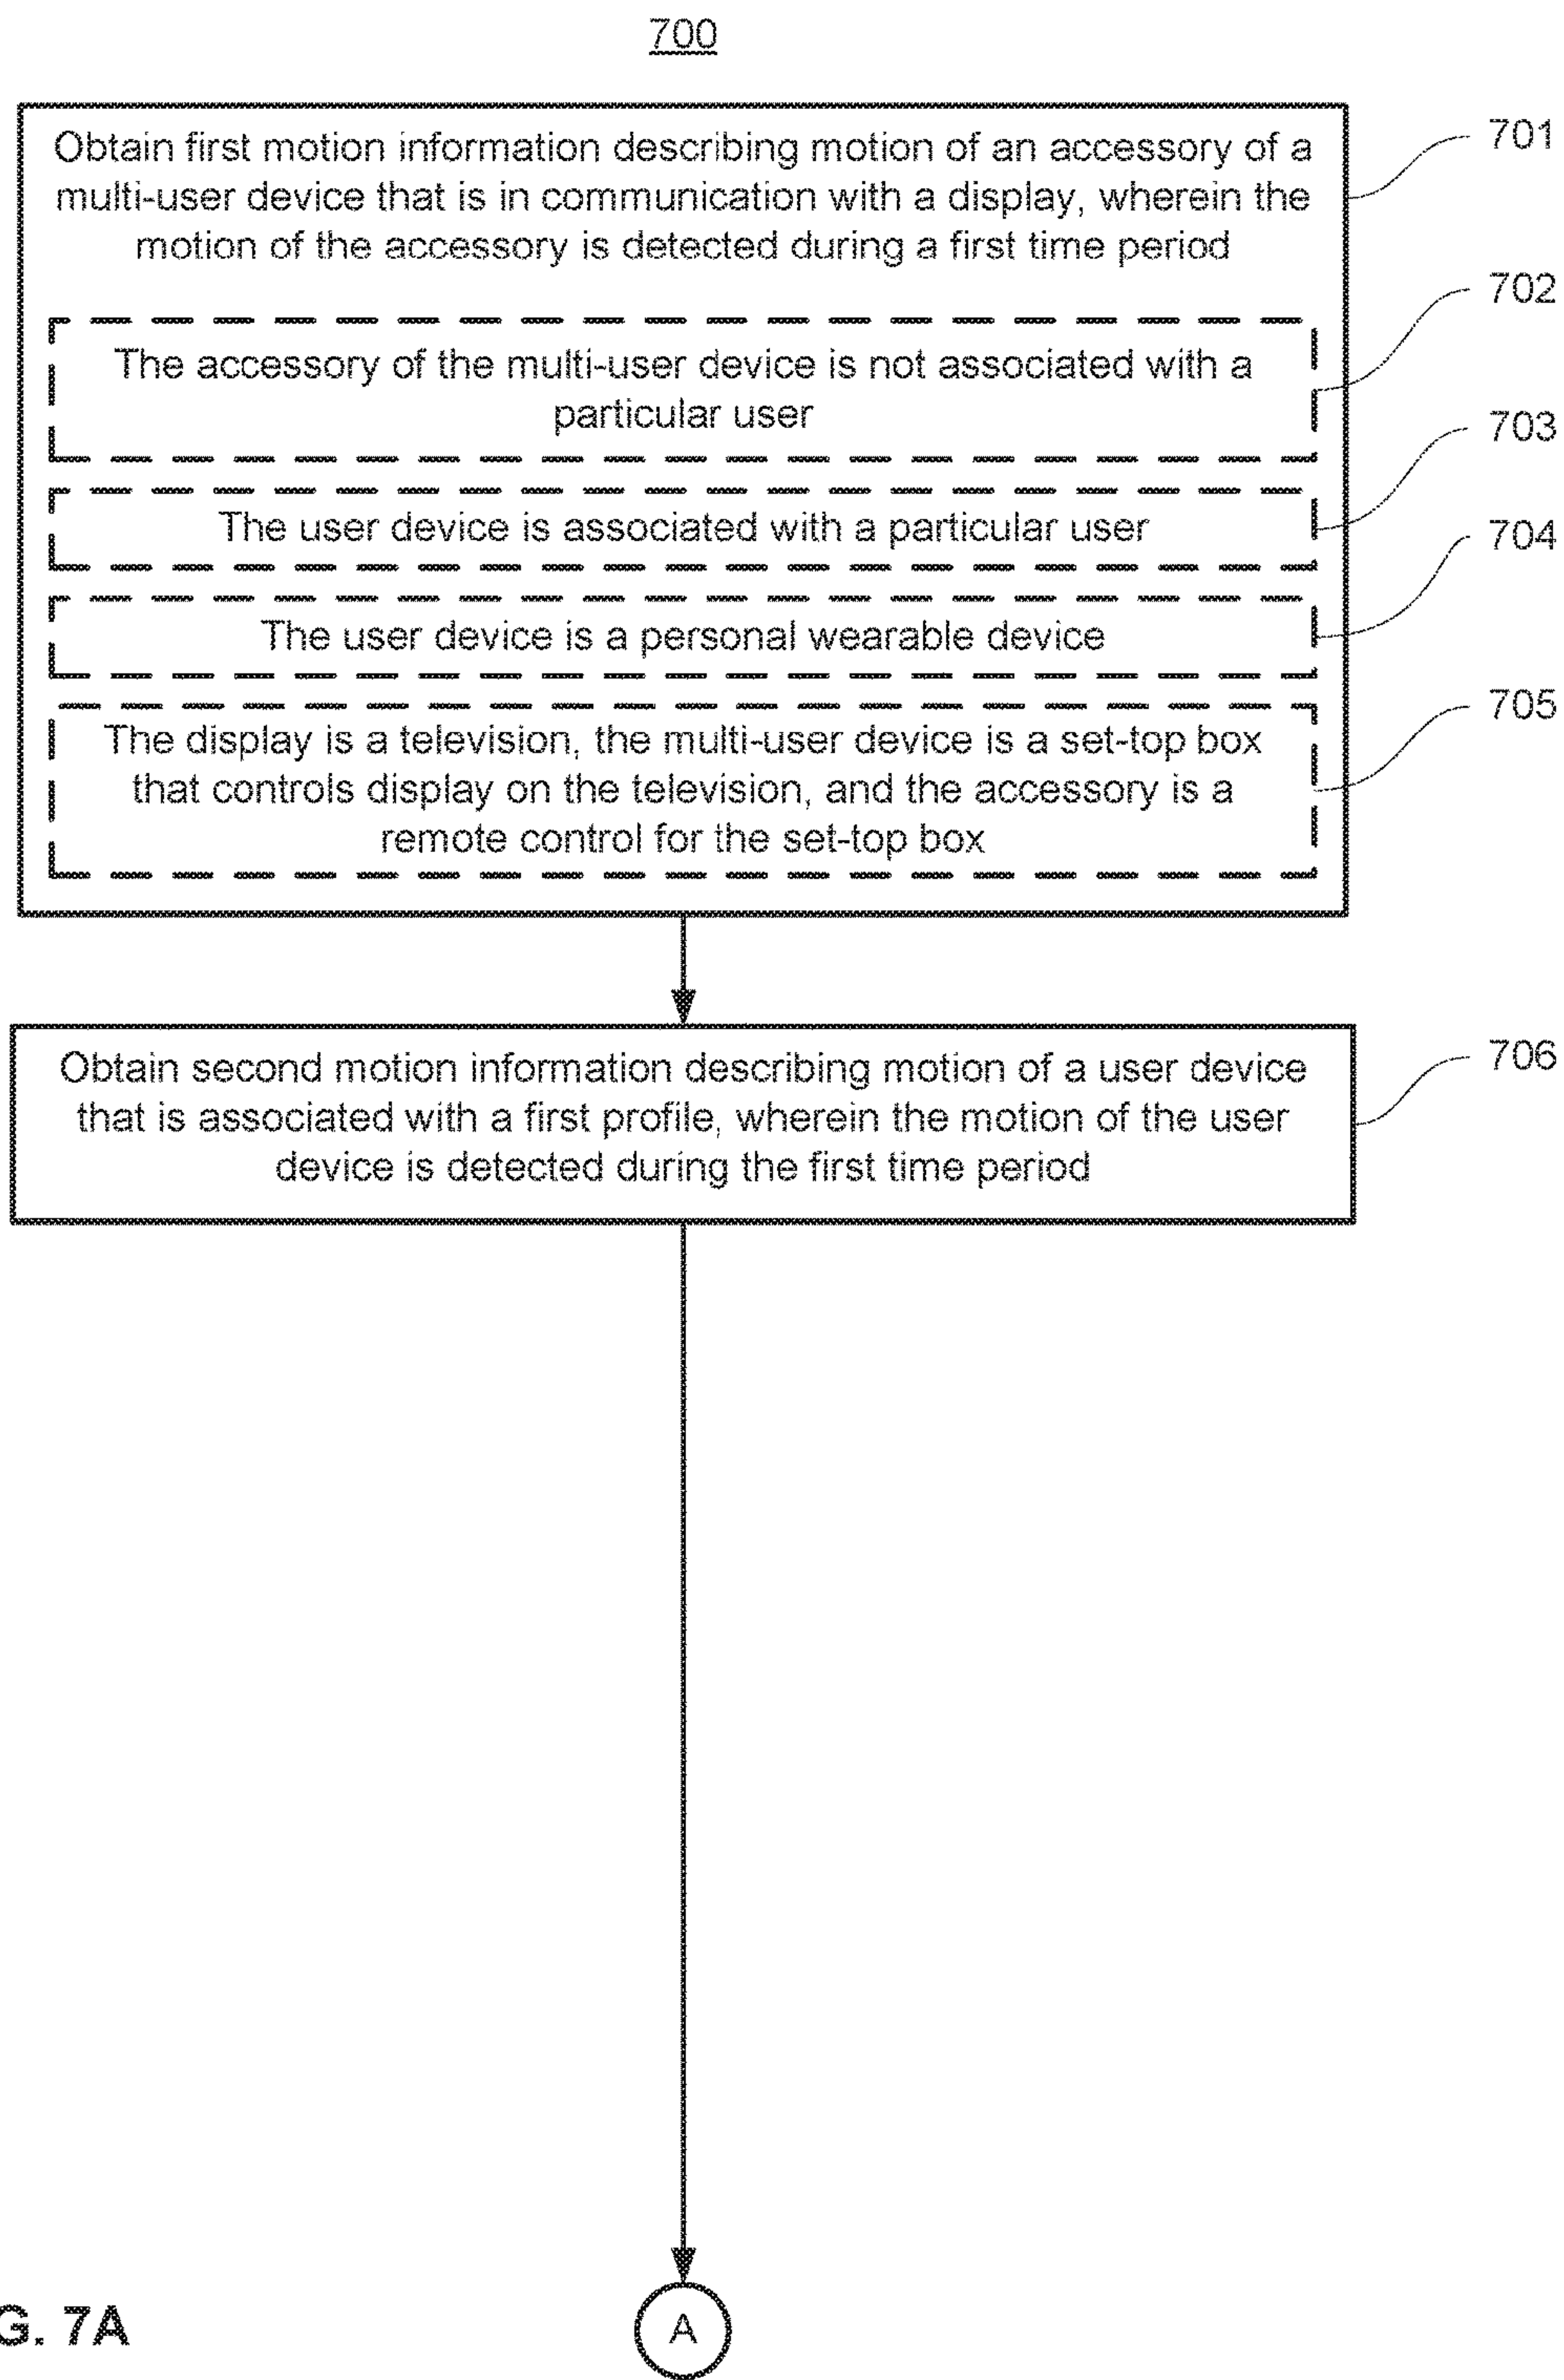 700
Obtain first motion information describing motion of an accessory of a
multi-user device that is in communication with a display, wherein the
motion of the accessory is detected during a first time period
701
The accessory of the multi-user device is not associated with a
particular user
702
The user device is associated with a particular user
703
The user device is a personal wearable device
704
The display is a television, the multi-user device is a set-top box
that controls display on the television, and the accessory is a
remote control for the set-top box
705
Obtain second motion information describing motion of a user device
that is associated with a first profile, wherein the motion of the user
device is detected during the first time period
706
A
G. 7A